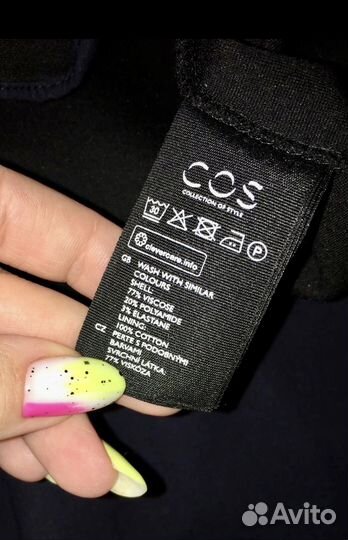 COS
COLLECTION OF STYLE
30
P
clevercare.info
GB WASH WITH SIMILAR
COLOURS
SHELL:
77% VISCOSE
20% POLYAMIDE
3% ELASTANE
LINING:
100% COTTON
CZ PERTE S PODOBNÝMI
BARVAMI
SVRCHNÍ LÁTKA:
77% VISKÓZA
Avito